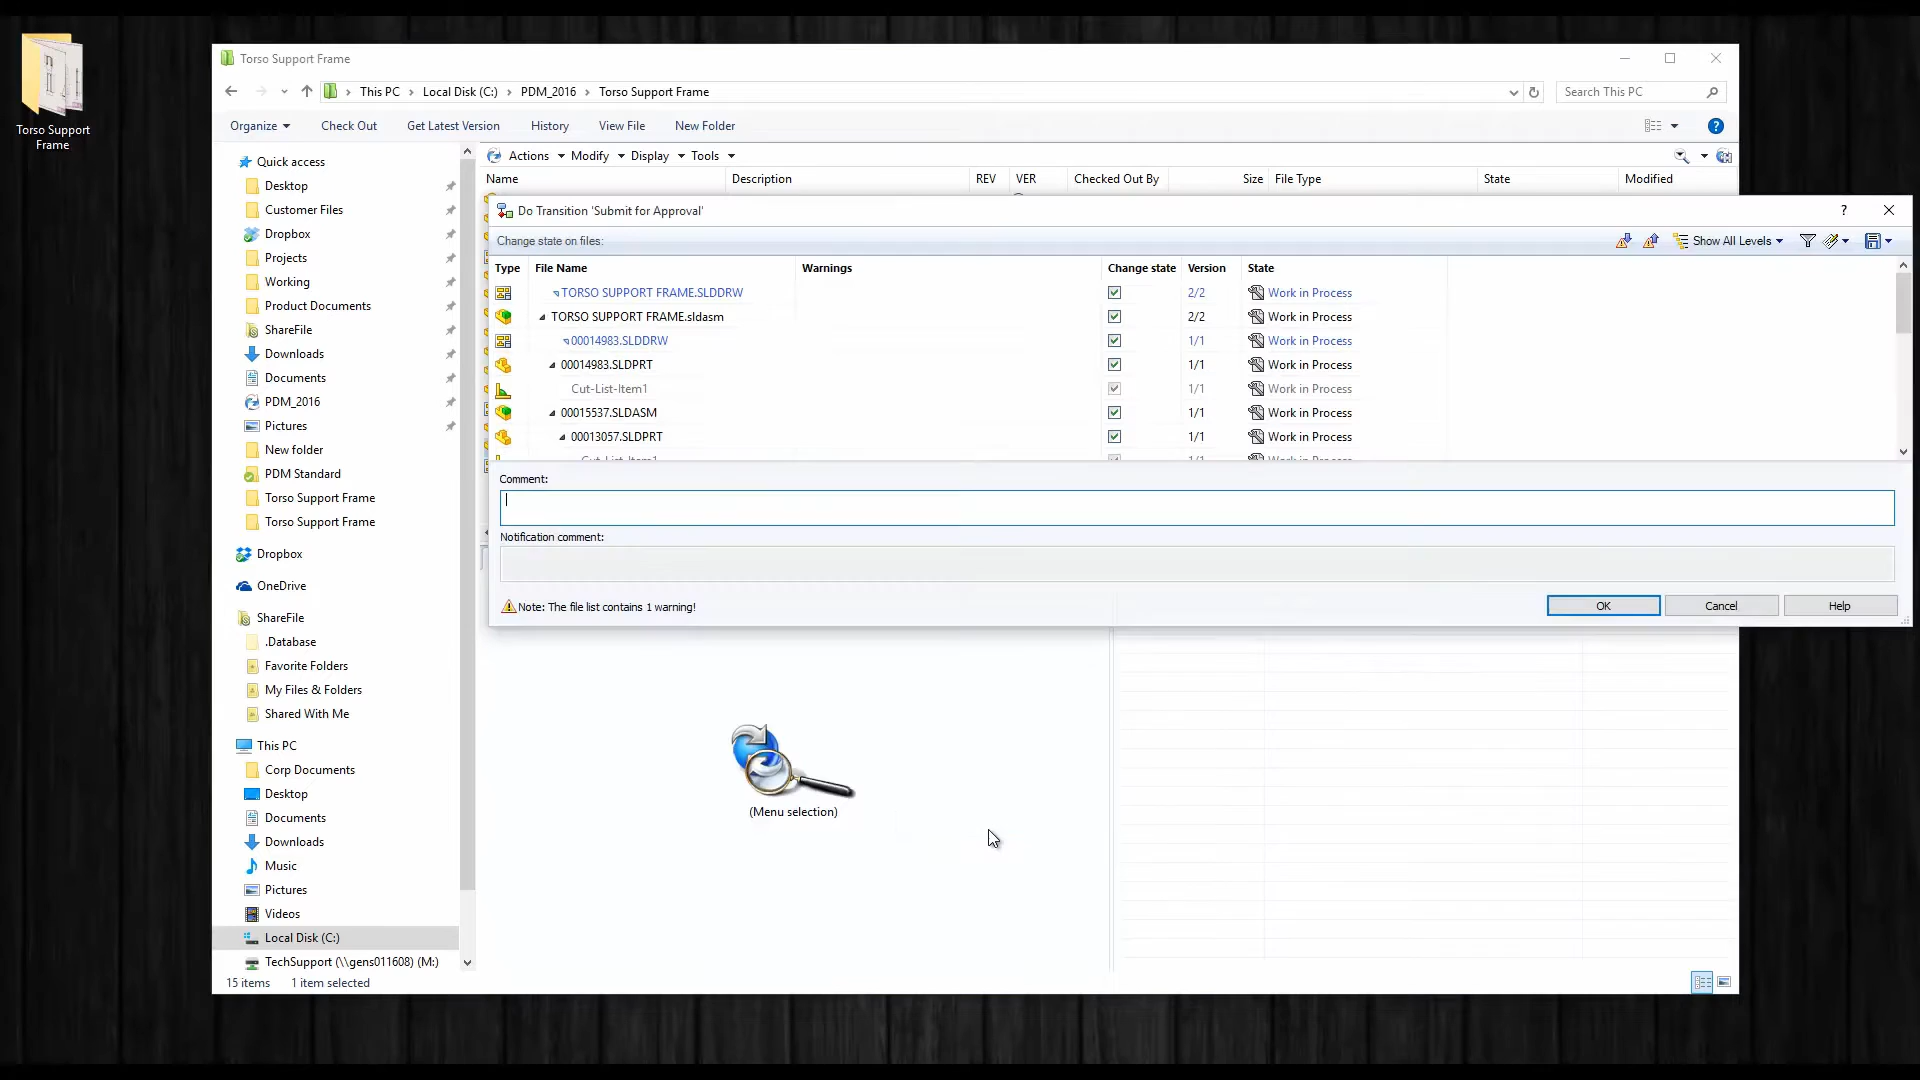 Torso Support
Frame
Torso Support Frame
This PC
Local Disk (C:)
PDM_2016
Torso Support Frame
Search This PC
Organize
Check Out
Get Latest Version
History
View File
New Folder
Actions
Modify
Display
Tools
Name
Description
REV
VER
Checked Out By
Size
File Type
State
Modified
Quick access
Desktop
Customer Files
Dropbox
Projects
Working
Product Documents
ShareFile
Downloads
Documents
PDM_2016
Pictures
New folder
PDM Standard
Torso Support Frame
Torso Support Frame
Dropbox
OneDrive
ShareFile
.Database
Favorite Folders
My Files & Folders
Shared With Me
This PC
Corp Documents
Desktop
Documents
Downloads
Music
Pictures
Videos
Local Disk (C:)
TechSupport (\\gens011608) (M:)
15 items
1 item selected
Do Transition 'Submit for Approval'
Change state on files:
Show All Levels
Type File Name Warnings Change state Version State
TORSO SUPPORT FRAME.SLDDRW 2/2 Work in Process
TORSO SUPPORT FRAME.sldasm 2/2 Work in Process
00014983.SLDDRW 1/1 Work in Process
00014983.SLDPRT 1/1 Work in Process
Cut-List-Item1 1/1 Work in Process
00015537.SLDASM 1/1 Work in Process
00013057.SLDPRT 1/1 Work in Process
Cut-List-Item1 1/1 Work in Process
Comment:
Notification comment:
Note: The file list contains 1 warning!
OK
Cancel
Help
(Menu selection)